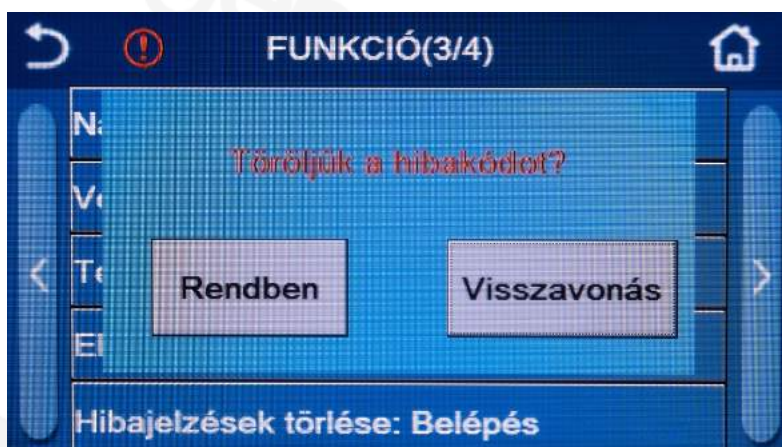 FUNKCIÓ(3/4)
Töröljük a hibakódot?
Rendben
Visszavonás
Hibajelzések törlése: Belépés